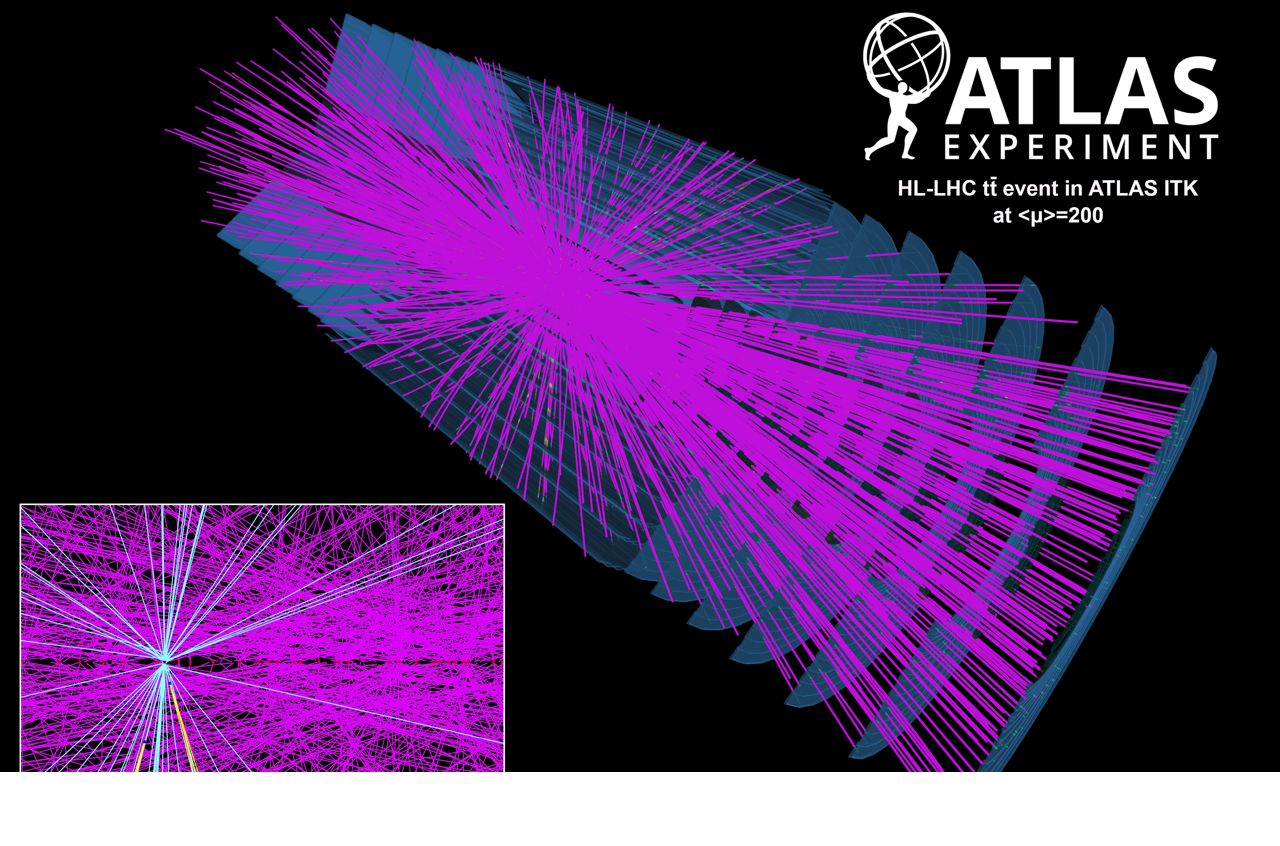 ATLAS
EXPERIMENT
HL-LHC tt̄ event in ATLAS ITK
at <μ>=200